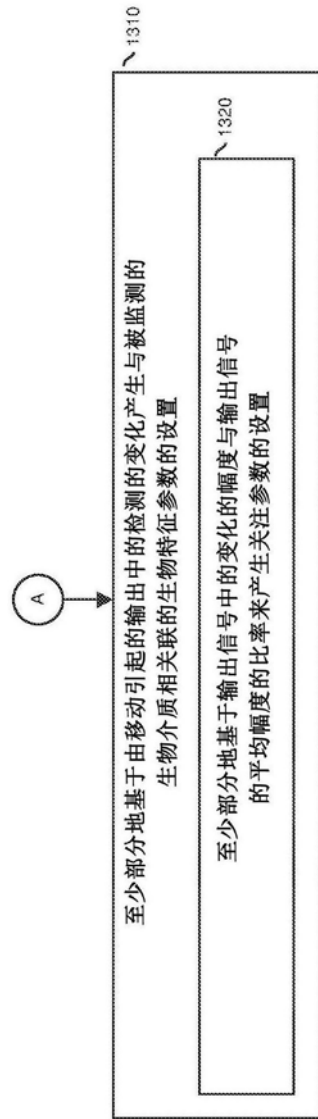 A
1310
至少部分地基于由移动引起的输出中的检测的变化产生与被监测的
生物介质相关联的生物特征参数的设置
1320
至少部分地基于输出信号中的变化的幅度与输出信号
的平均幅度的比率来产生关注参数的设置